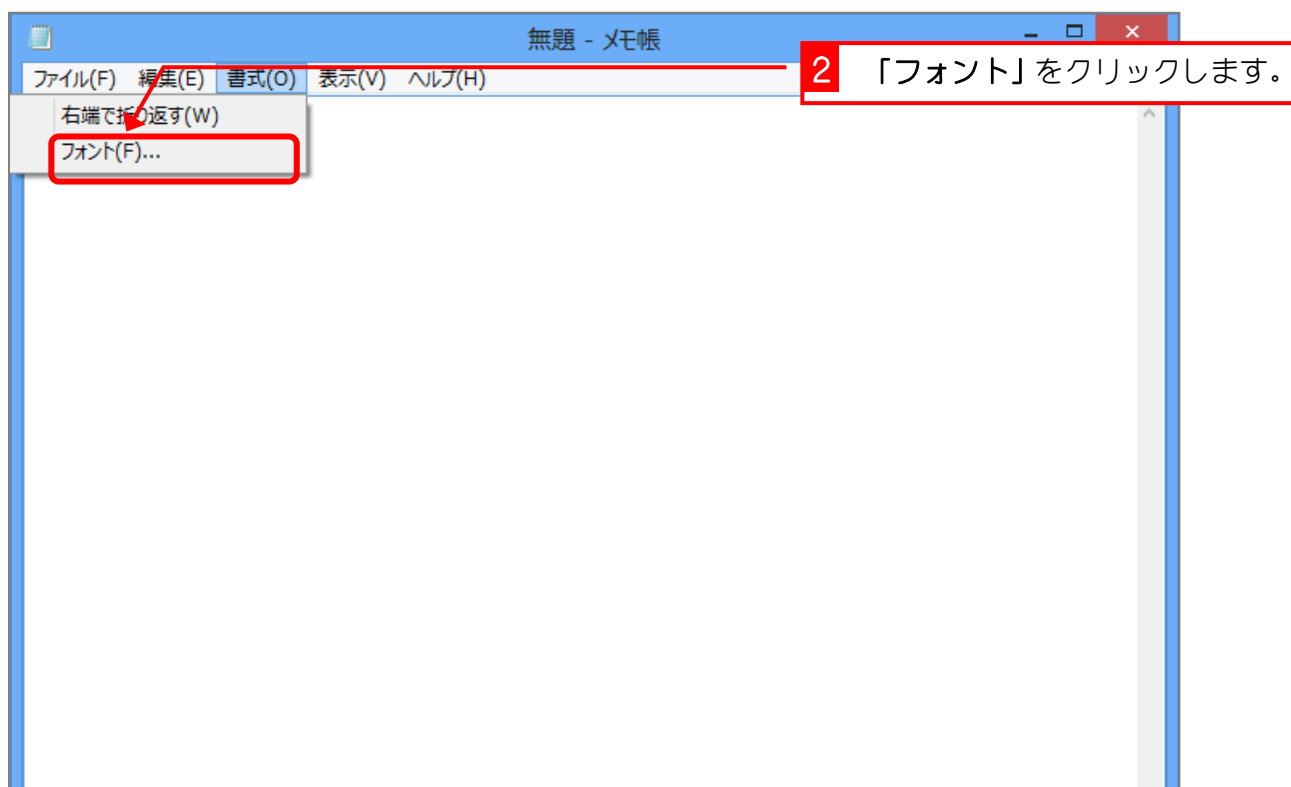 無題 - メモ帳
2 「フォント」をクリックします。
ファイル(F) 編集(E) 書式(O) 表示(V) ヘルプ(H)
右端で折り返す(W)
フォント(F)...